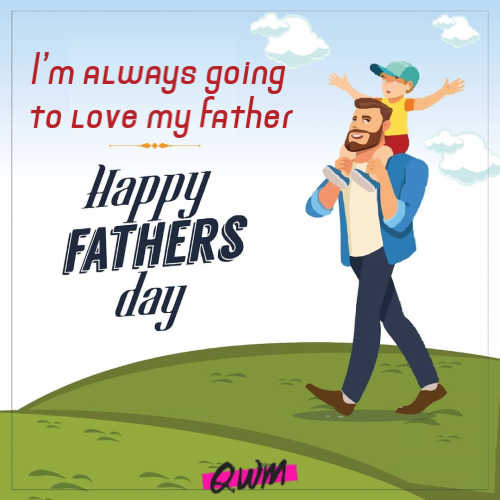 I'm always going
to love my father
Happy
FATHERS
day
QWM